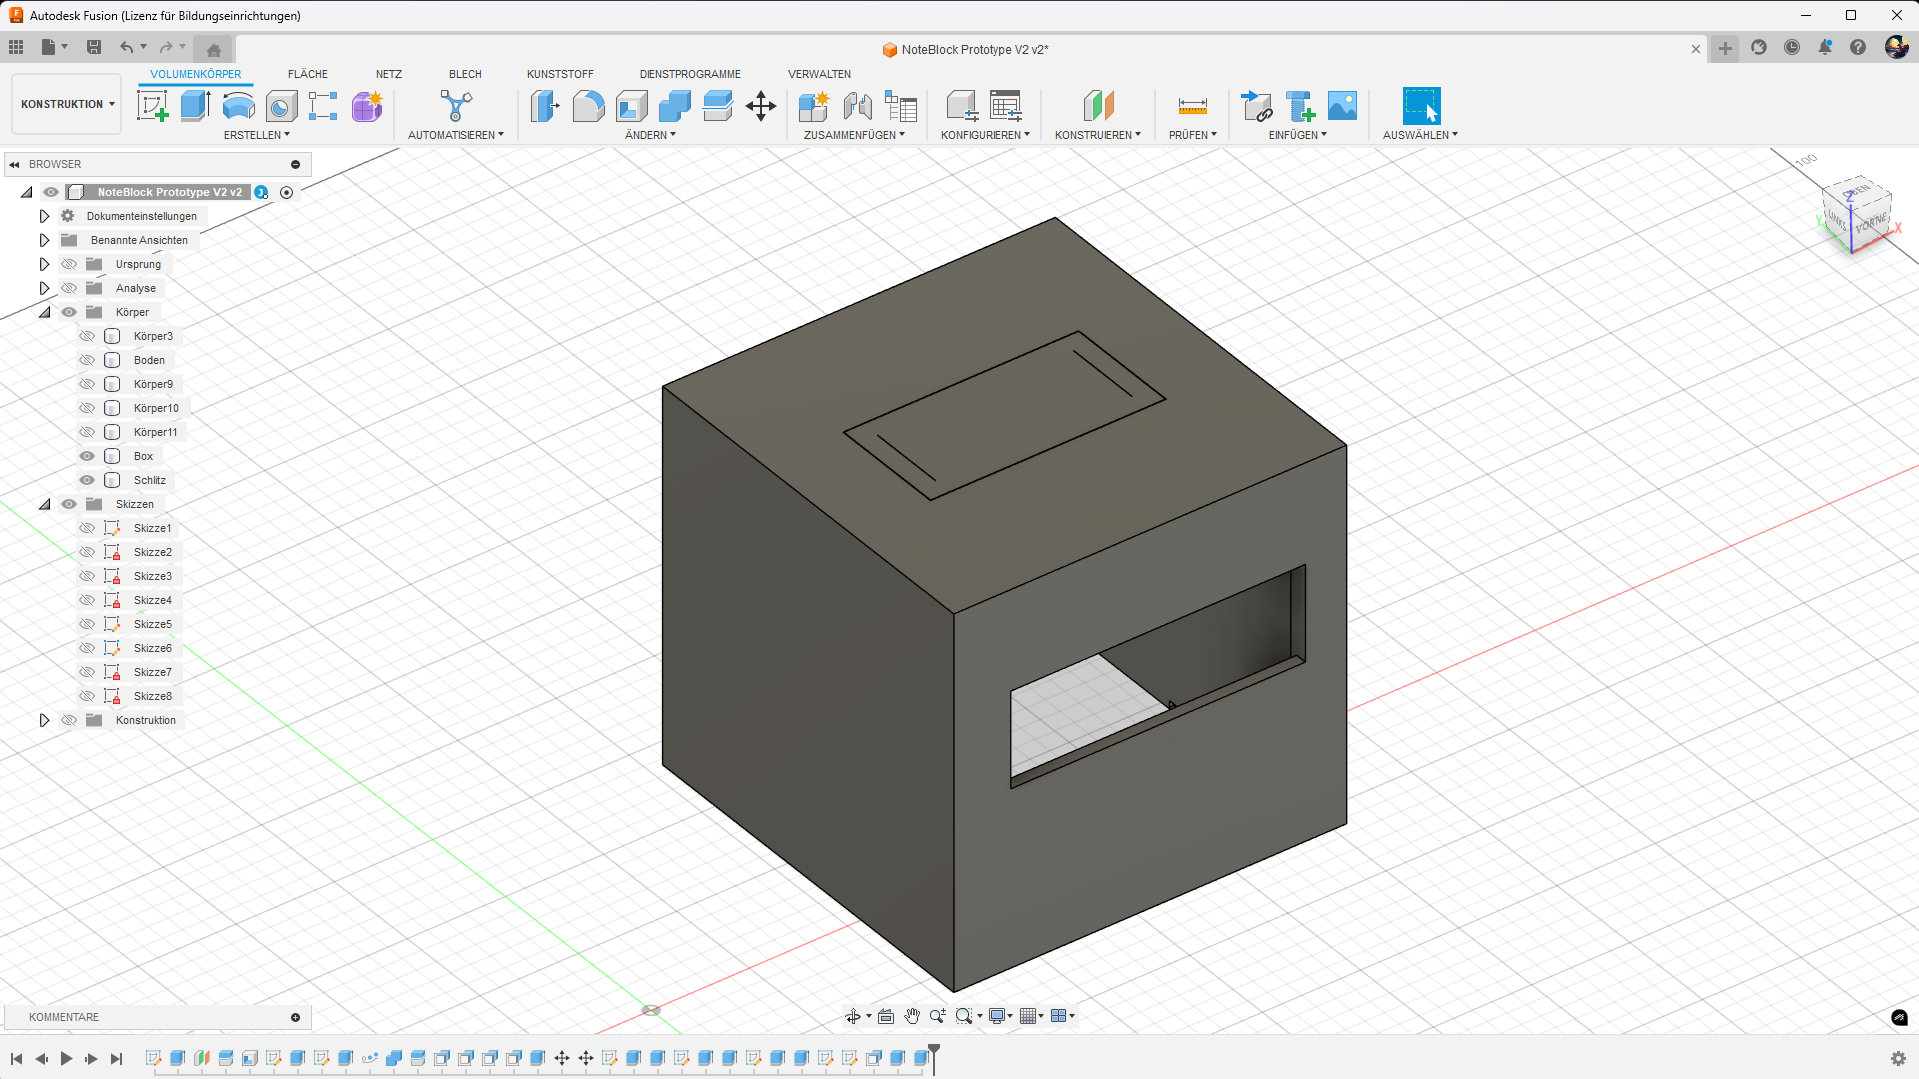 Autodesk Fusion (Lizenz für Bildungseinrichtungen)
NoteBlock Prototype V2 v2*
VOLUMENKÖRPER FLÄCHE NETZ BLECH KUNSTSTOFF DIENSTPROGRAMME VERWALTEN
KONSTRUKTION
ERSTELLEN AUTOMATISIEREN ÄNDERN ZUSAMMENFÜGEN KONFIGURIEREN KONSTRUIEREN PRÜFEN EINFÜGEN AUSWÄHLEN
BROWSER
NoteBlock Prototype V2 v2
Dokumenteinstellungen
Benannte Ansichten
Ursprung
Analyse
Körper
Körper3
Boden
Körper9
Körper10
Körper11
Box
Schlitz
Skizzen
Skizze1
Skizze2
Skizze3
Skizze4
Skizze5
Skizze6
Skizze7
Skizze8
Konstruktion
100
OBEN
Z
Y
LINKS
VORNE
X
KOMMENTARE